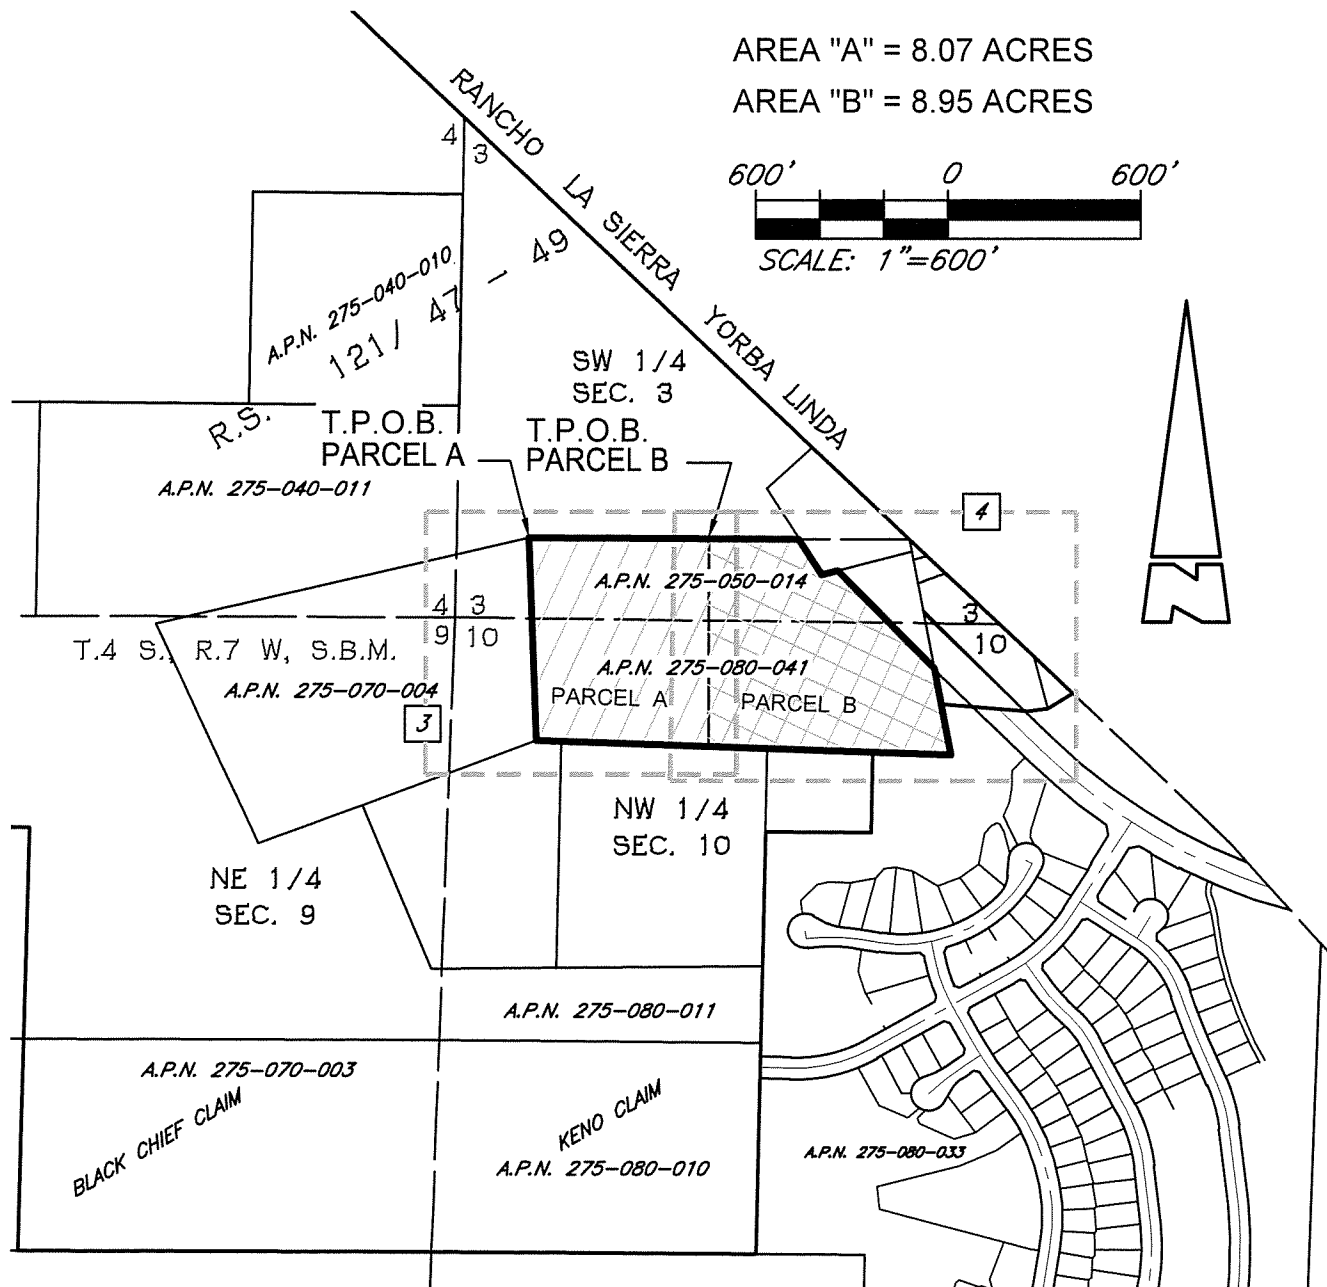 AREA "A" = 8.07 ACRES
AREA "B" = 8.95 ACRES
RANCHO LA SIERRA YORBA LINDA
4 3
600' 0 600'
SCALE: 1"=600'
A.P.N. 275-040-010
R.S. 121/ 47 - 49
SW 1/4
SEC. 3
T.P.O.B.
PARCEL A
T.P.O.B.
PARCEL B
A.P.N. 275-040-011
4
A.P.N. 275-050-014
4 3
9 10
3
10
N
T.4 S., R.7 W, S.B.M.
A.P.N. 275-080-041
A.P.N. 275-070-004
PARCEL A
PARCEL B
3
NW 1/4
SEC. 10
NE 1/4
SEC. 9
A.P.N. 275-080-011
A.P.N. 275-070-003
BLACK CHIEF CLAIM
KENO CLAIM
A.P.N. 275-080-010
A.P.N. 275-080-033